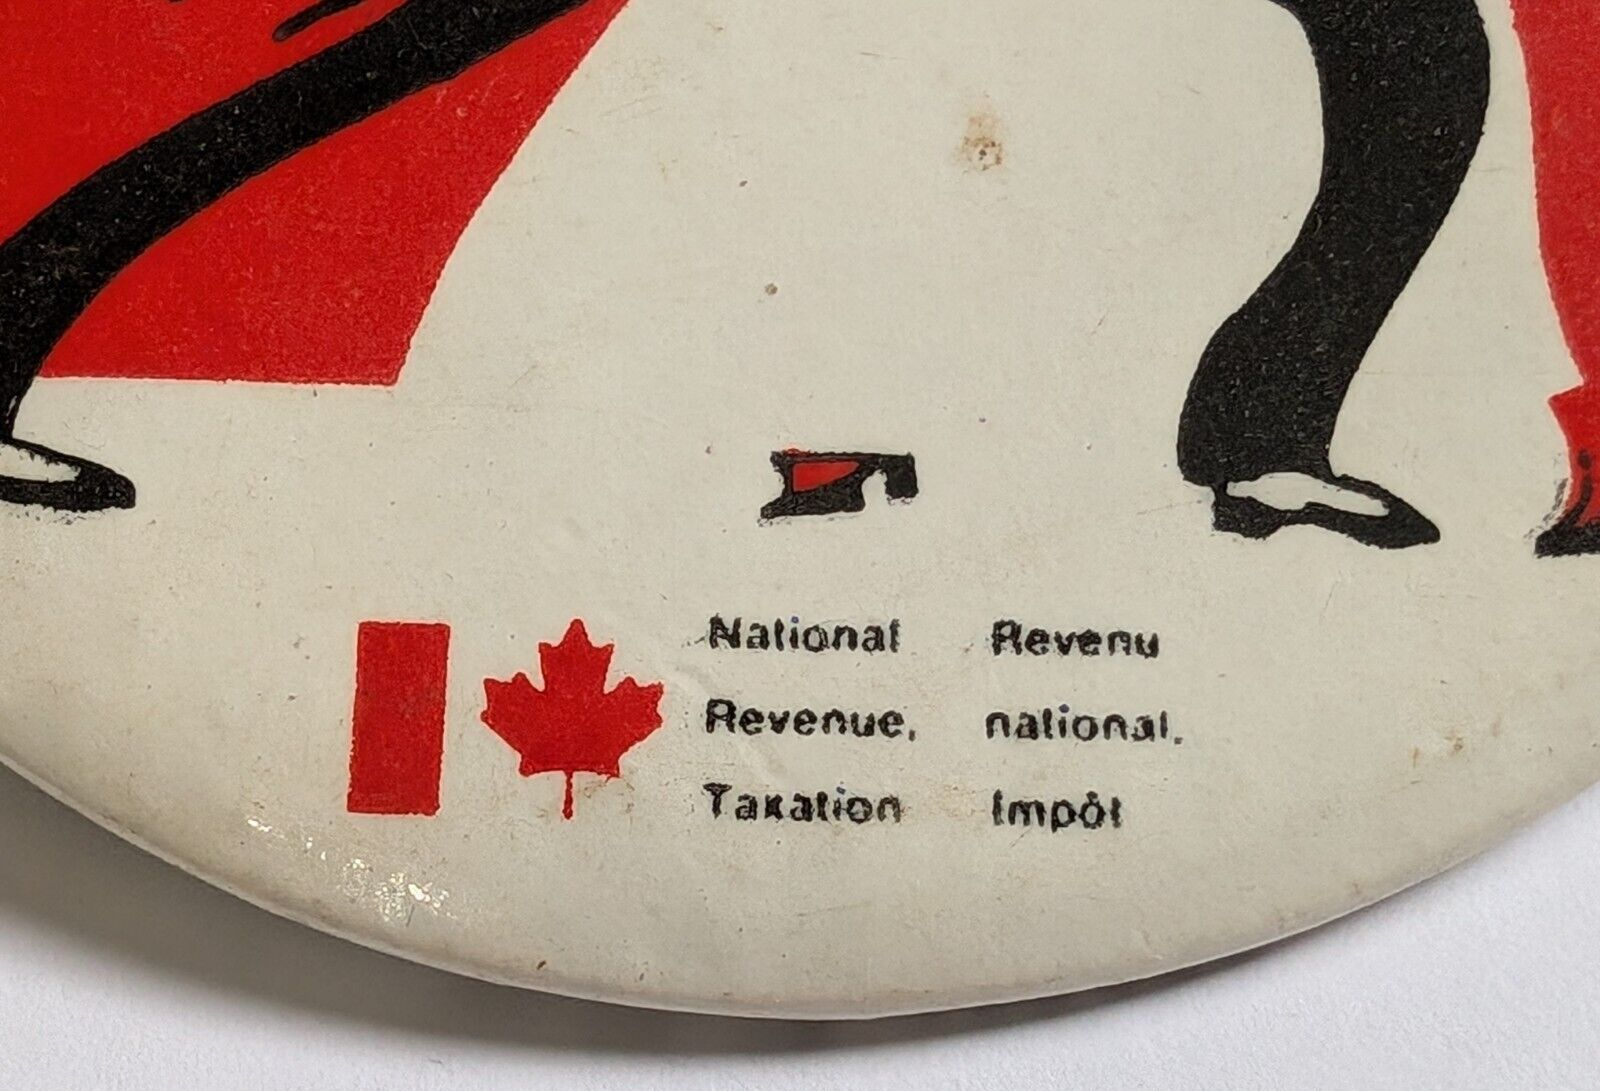 National
Revenue,
Taxation
Revenu
national,
Impôt